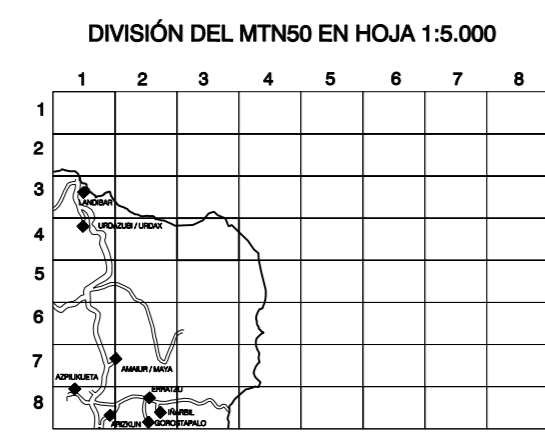 DIVISIÓN DEL MTN50 EN HOJA 1:5.000
1 2 3 4 5 6 7 8
1
2
3
LANDIBAR
4
URDAZUBI / URDAX
5
6
7
AMAIUR / MAYA
AZPILIKUETA
ERRATZU
8
IÑARBIL
ARIZKUN
GOROSTAPALO